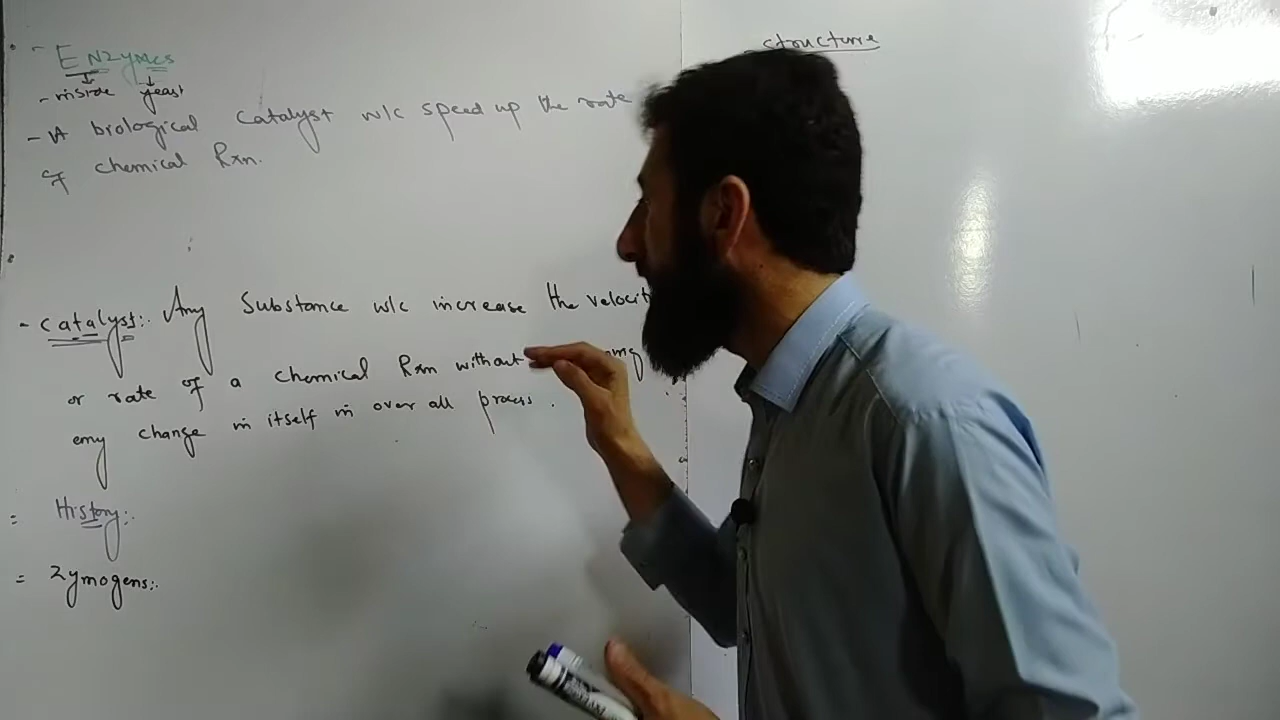 - Enzymes
- inside yeast
- A biological catalyst w/c speed up the rate
of chemical Rxn.
- Catalyst:. Any Substance w/c increase the velocit
or rate of a chemical Rxn without
any change in itself in over all process.
= History:.
= Zymogens:.
structure